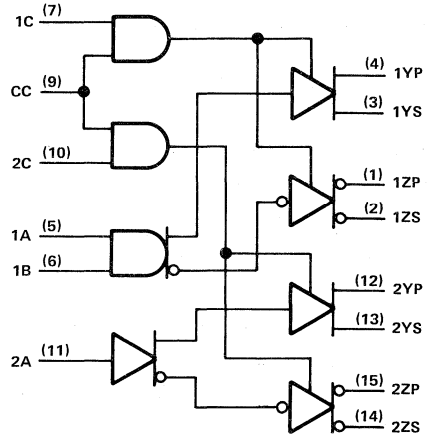 1C (7)
(4) 1YP
CC (9)
(3) 1YS
2C (10)
(1) 1ZP
(2) 1ZS
1A (5)
1B (6)
(12) 2YP
(13) 2YS
2A (11)
(15) 2ZP
(14) 2ZS